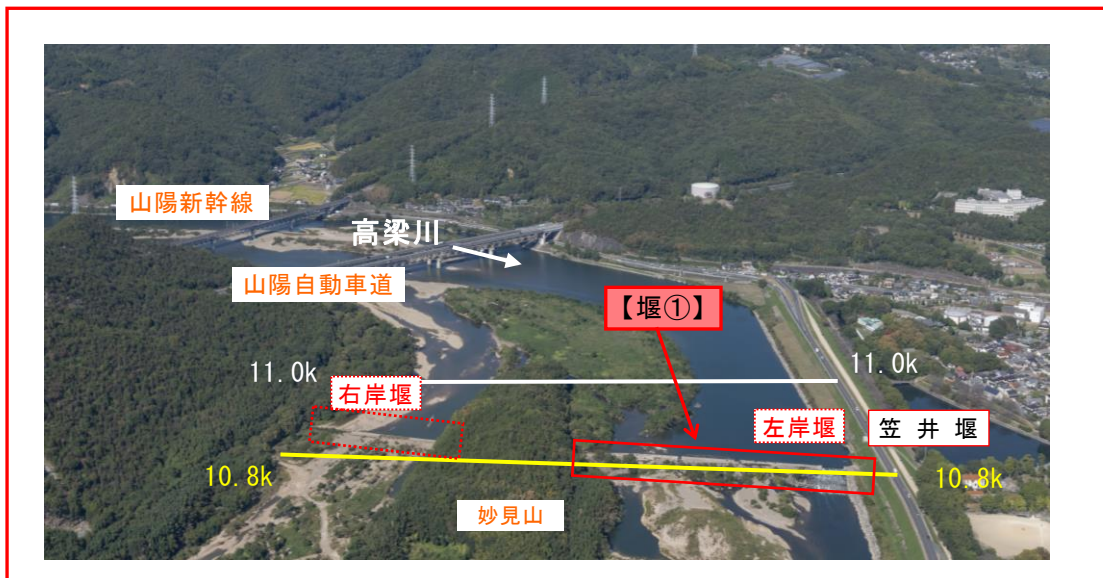 山陽新幹線
高梁川
山陽自動車道
【堰①】
11.0k
11.0k
右岸堰
左岸堰
笠井堰
10.8k
10.8k
妙見山